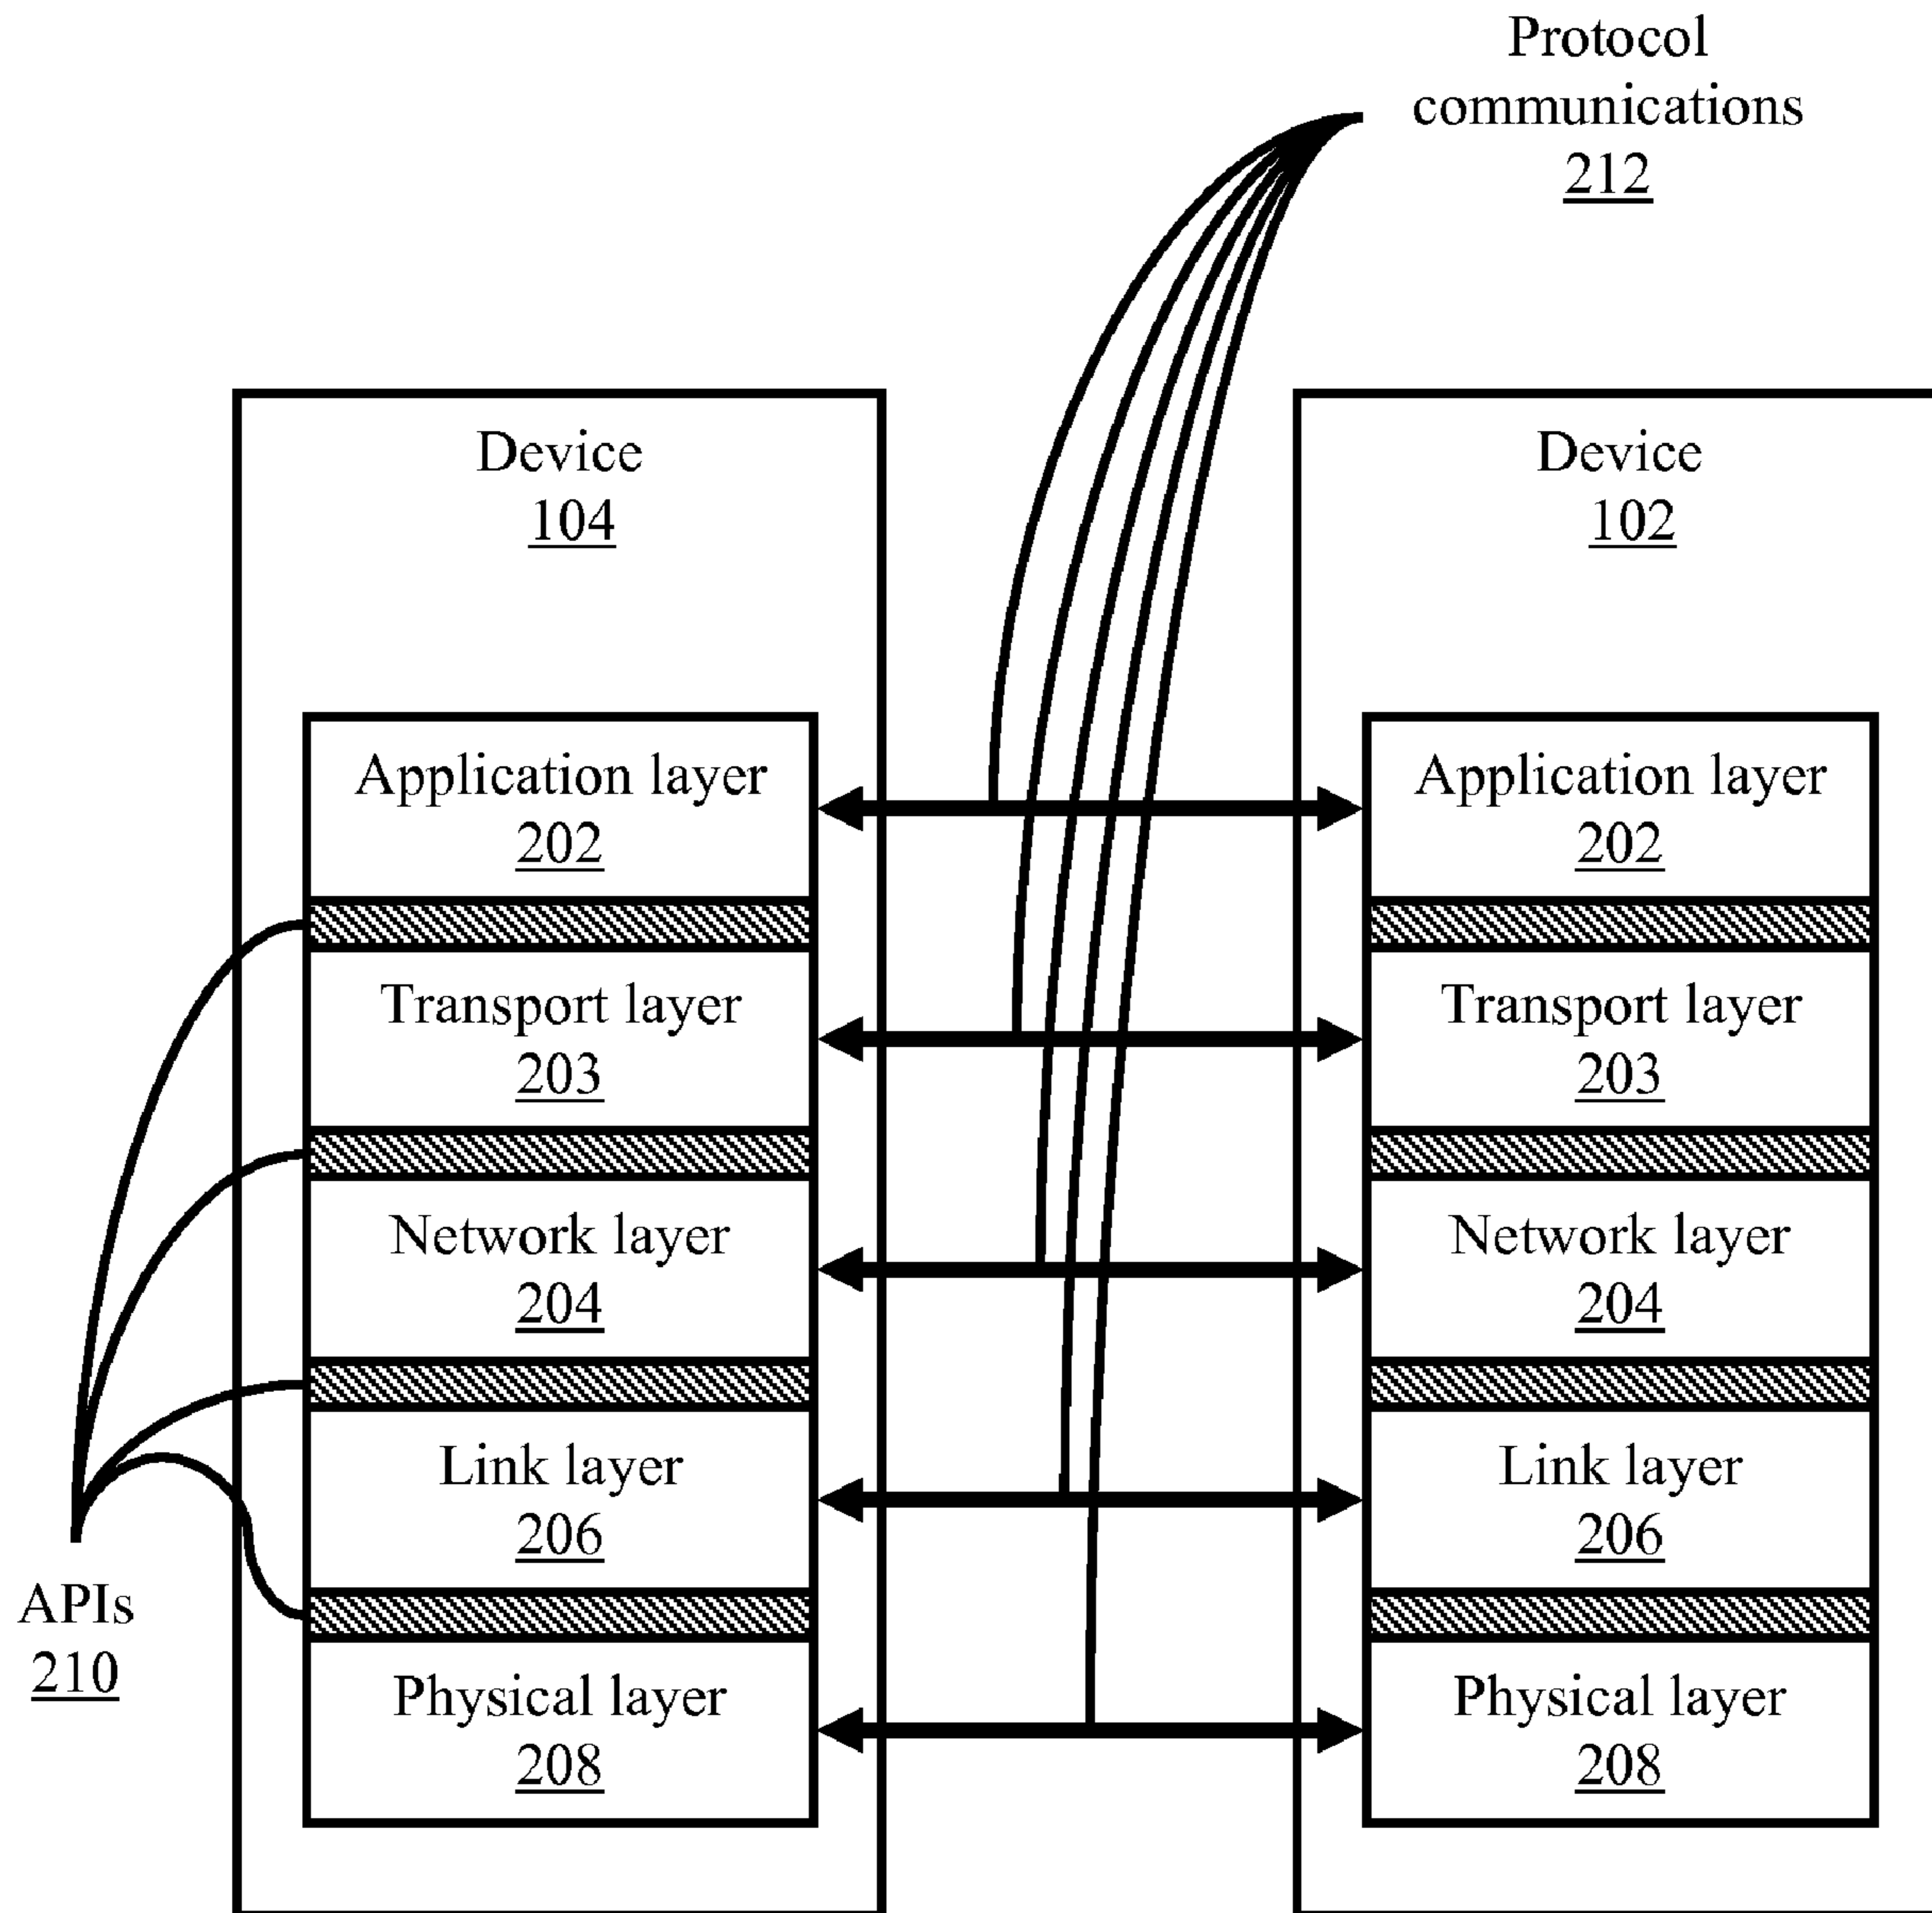 Protocol
communications
212
Device
104
Application layer
202
Transport layer
203
Network layer
204
Link layer
206
Physical layer
208
APIs
210
Device
102
Application layer
202
Transport layer
203
Network layer
204
Link layer
206
Physical layer
208